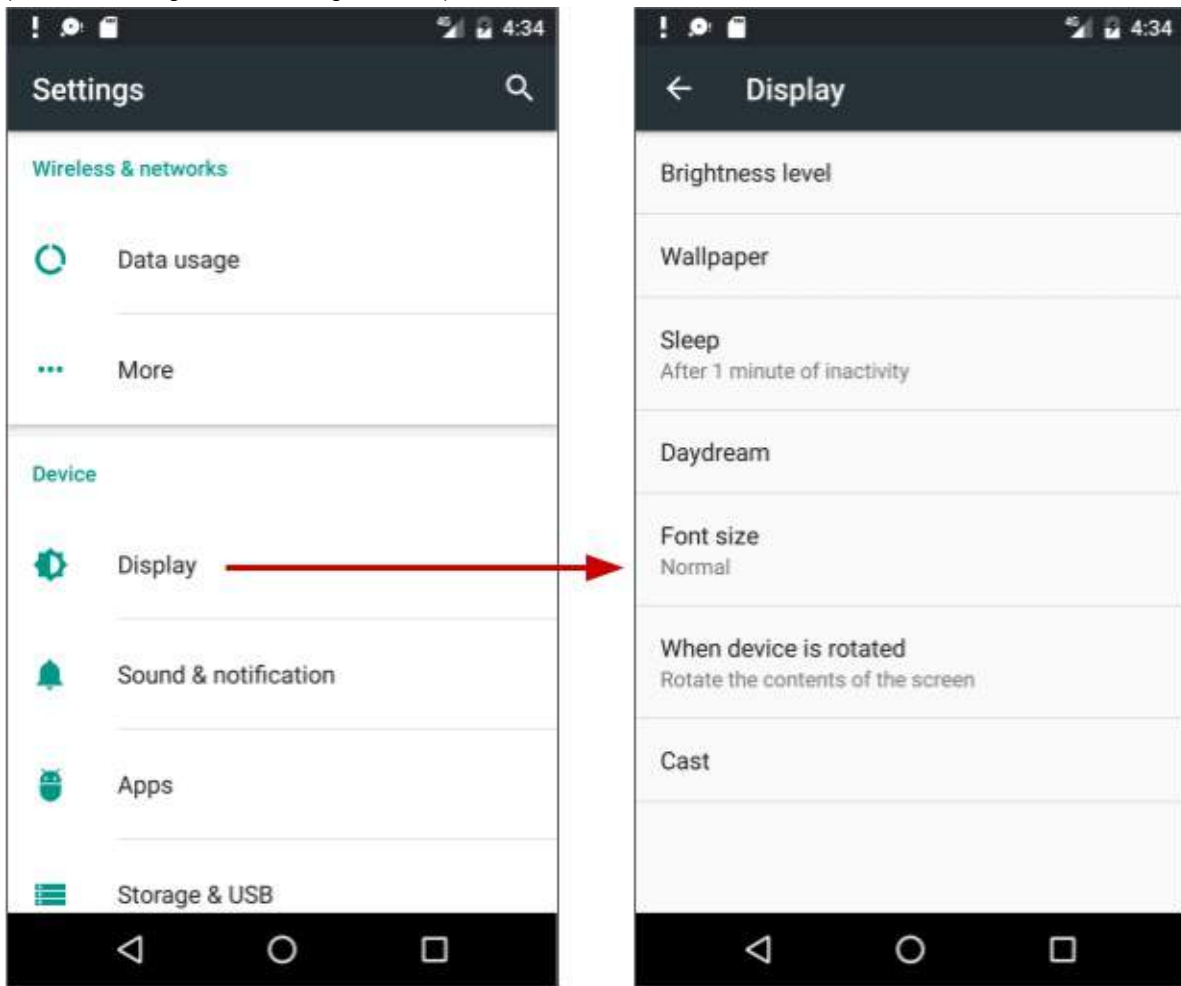 4G 4:34
Settings
Wireless & networks
Data usage
More
Device
Display
Sound & notification
Apps
Storage & USB
4G 4:34
Display
Brightness level
Wallpaper
Sleep
After 1 minute of inactivity
Daydream
Font size
Normal
When device is rotated
Rotate the contents of the screen
Cast